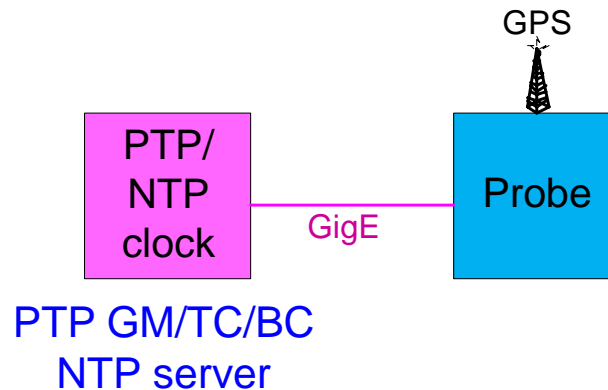 GPS
PTP/
NTP
clock
GigE
Probe
PTP GM/TC/BC
NTP server